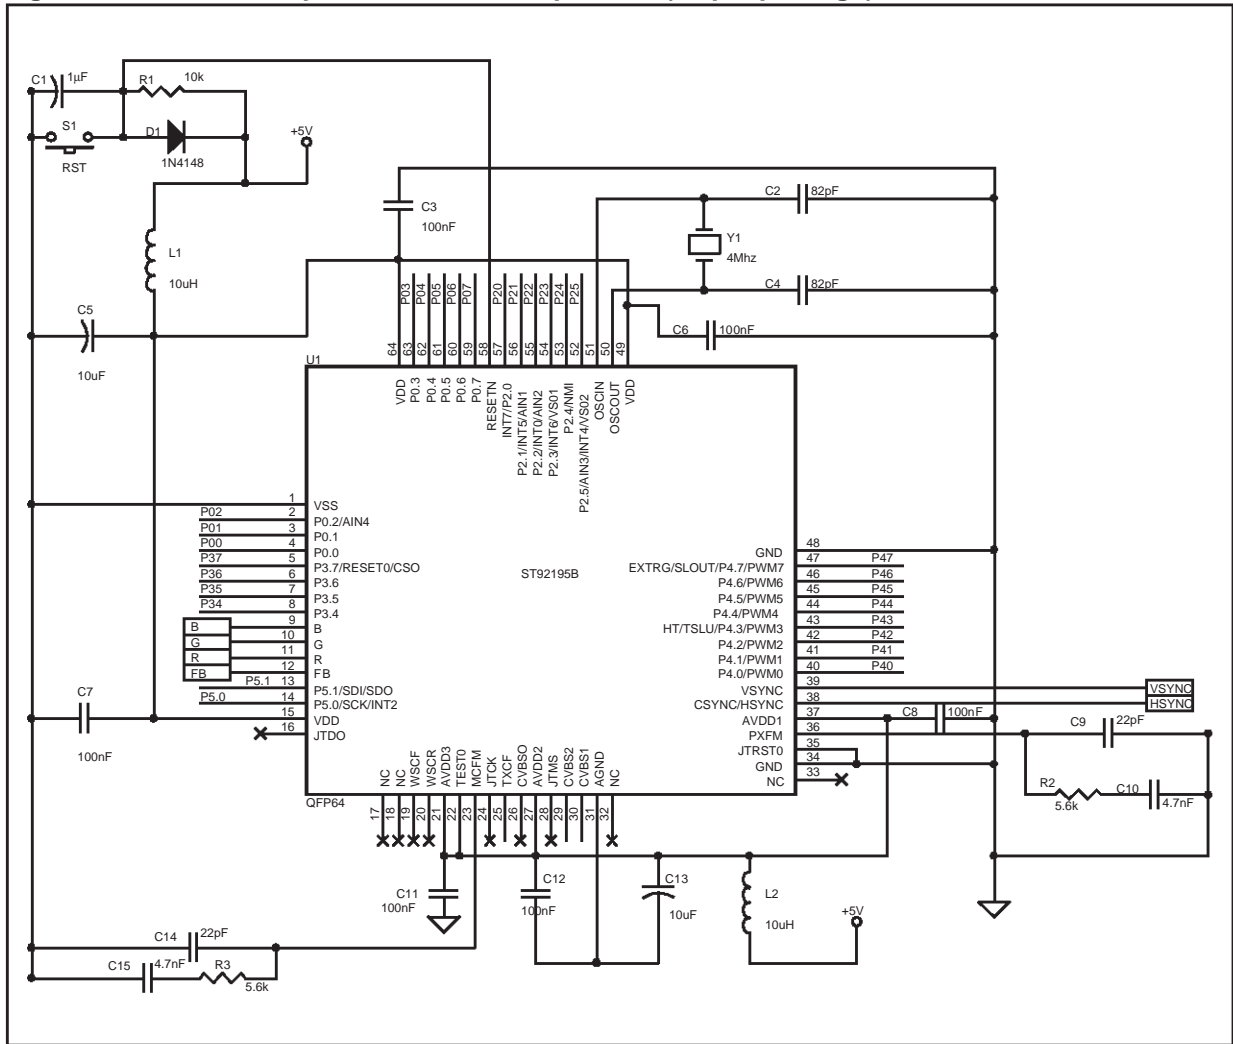 C1
1µF
R1
10k
S1
RST
D1
1N4148
+5V
C3
100nF
C2
82pF
Y1
4Mhz
C4
82pF
L1
10uH
C5
10uF
C6
100nF
P03
P04
P05
P06
P07
P20
P21
P22
P23
P24
P25
U1
64
63
62
61
60
59
58
57
56
55
54
53
52
51
50
49
VDD
P0.3
P0.4
P0.5
P0.6
P0.7
RESETN
INT7/P2.0
P2.1/INT5/AIN1
P2.2/INT0/AIN2
P2.3/INT6/VS01
P2.4/NMI
P2.5/AIN3/INT4/VS02
OSCIN
OSCOUT
VDD
1 VSS
P02 2 P0.2/AIN4
P01 3 P0.1
P00 4 P0.0
P37 5 P3.7/RESET0/CSO
P36 6 P3.6
P35 7 P3.5
P34 8 P3.4
B 9 B
G 10 G
R 11 R
FB 12 FB
P5.1 13 P5.1/SDI/SDO
P5.0 14 P5.0/SCK/INT2
15 VDD
16 JTDO
ST92195B
GND 48
EXTRG/SLOUT/P4.7/PWM7 47 P47
P4.6/PWM6 46 P46
P4.5/PWM5 45 P45
P4.4/PWM4 44 P44
HT/TSLU/P4.3/PWM3 43 P43
P4.2/PWM2 42 P42
P4.1/PWM1 41 P41
P4.0/PWM0 40 P40
VSYNC 39 VSYNC
CSYNC/HSYNC 38 HSYNC
AVDD1 37
PXFM 36
JTRST0 35
GND 34
NC 33
C7
100nF
C8
100nF
C9
22pF
R2
5.6k
C10
4.7nF
QFP64
NC
NC
WSCF
WSCR
AVDD3
TEST0
MCFM
JTCK
TXCF
CVBSO
AVDD2
JTMS
CVBS2
CVBS1
AGND
NC
17
18
19
20
21
22
23
24
25
26
27
28
29
30
31
32
C11
100nF
C12
100nF
C13
10uF
L2
10uH
+5V
C14
22pF
C15
4.7nF
R3
5.6k